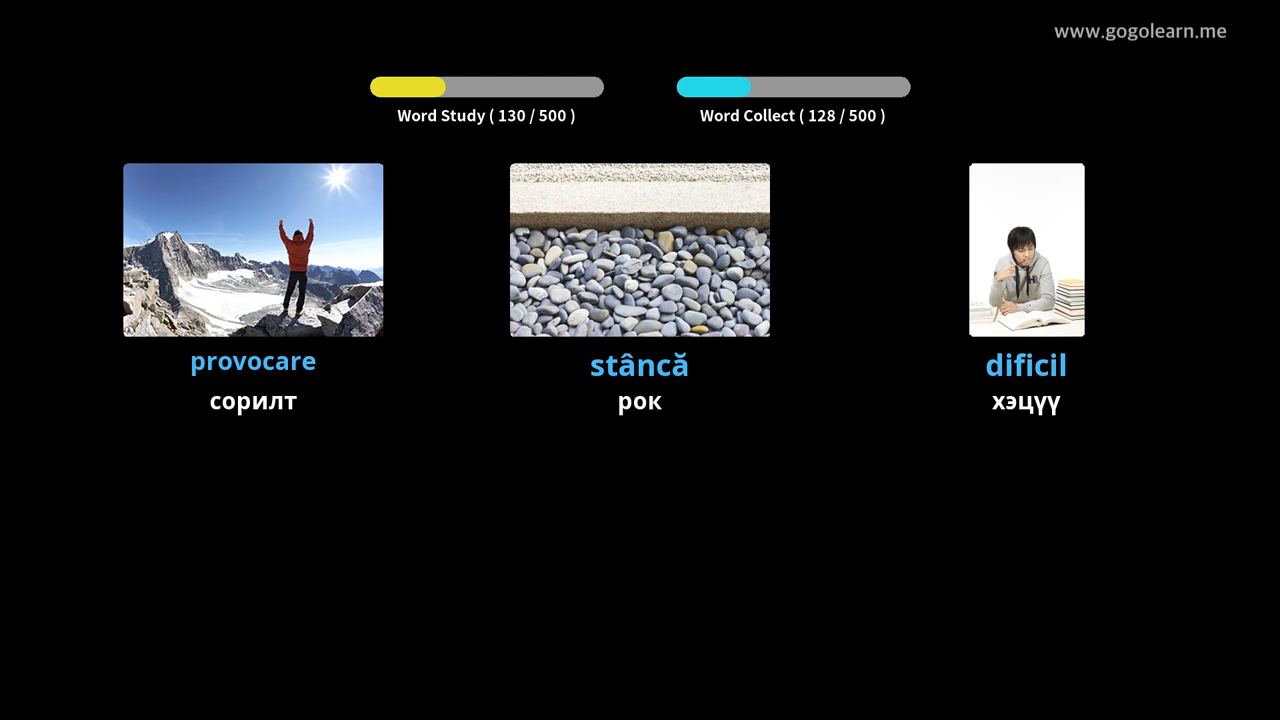 www.gogolearn.me
Word Study ( 130 / 500 )
Word Collect ( 128 / 500 )
provocare
stâncă
dificil
сорилт
рок
хэцүү